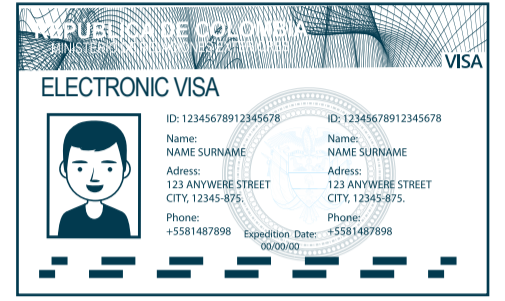 REPÚBLICA DE COLOMBIA
MINISTERIO DE RELACIONES EXTERIORES
VISA
ELECTRONIC VISA
ID: 12345678912345678
Name:
NAME SURNAME
Adress:
123 ANYWERE STREET
CITY, 12345-875.
Phone:
+5581487898
ID: 12345678912345678
Name:
NAME SURNAME
Adress:
123 ANYWERE STREET
CITY, 12345-875.
Phone:
+5581487898
Expedition Date:
00/00/00